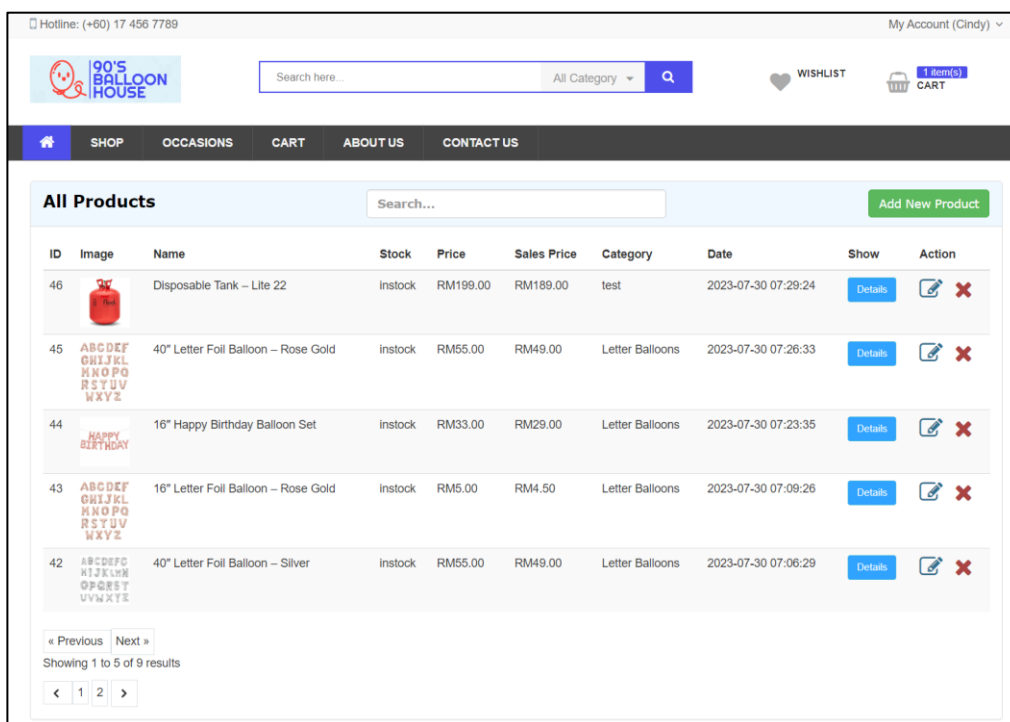 Hotline: (+60) 17 456 7789
My Account (Cindy)
90'S
BALLOON
HOUSE
Search here...
All Category
WISHLIST
1 item(s)
CART
SHOP OCCASIONS CART ABOUT US CONTACT US
All Products
Search...
Add New Product
ID Image Name Stock Price Sales Price Category Date Show Action
46 Disposable Tank – Lite 22 instock RM199.00 RM189.00 test 2023-07-30 07:29:24 Details
45 40" Letter Foil Balloon – Rose Gold instock RM55.00 RM49.00 Letter Balloons 2023-07-30 07:26:33 Details
ABCDEF
GHIJKL
MNOPQ
RSTUV
WXYZ
44 16" Happy Birthday Balloon Set instock RM33.00 RM29.00 Letter Balloons 2023-07-30 07:23:35 Details
HAPPY
BIRTHDAY
43 16" Letter Foil Balloon – Rose Gold instock RM5.00 RM4.50 Letter Balloons 2023-07-30 07:09:26 Details
ABCDEF
GHIJKL
MNOPQ
RSTUV
WXYZ
42 40" Letter Foil Balloon – Silver instock RM55.00 RM49.00 Letter Balloons 2023-07-30 07:06:29 Details
ABCDEFG
HIJKLMN
OPQRST
UVWXYZ
« Previous Next »
Showing 1 to 5 of 9 results
1 2